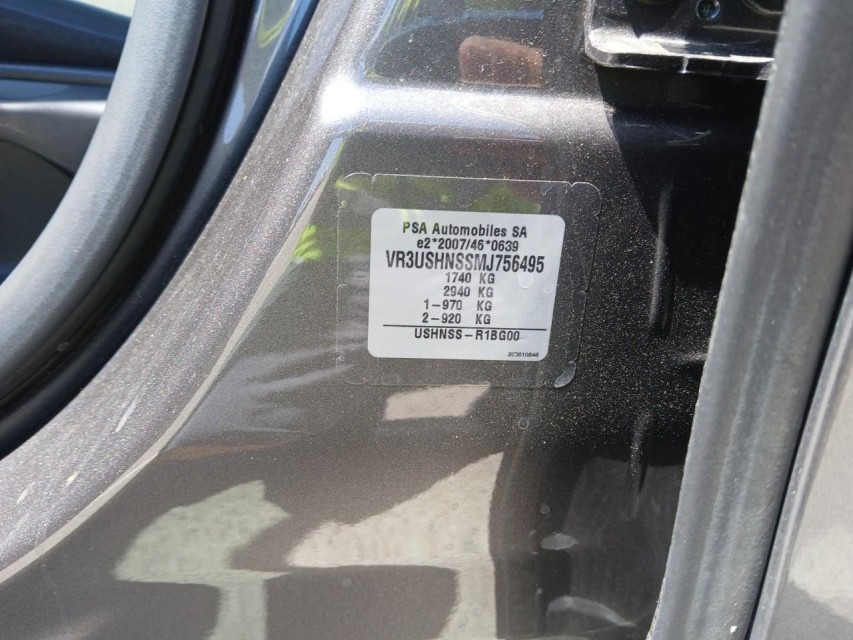 PSA Automobiles SA
e2*2007/46*0639
VR3USHNSSMJ756495
1740 KG
2940 KG
1-970 KG
2-920 KG
USHNSS-R1BG00